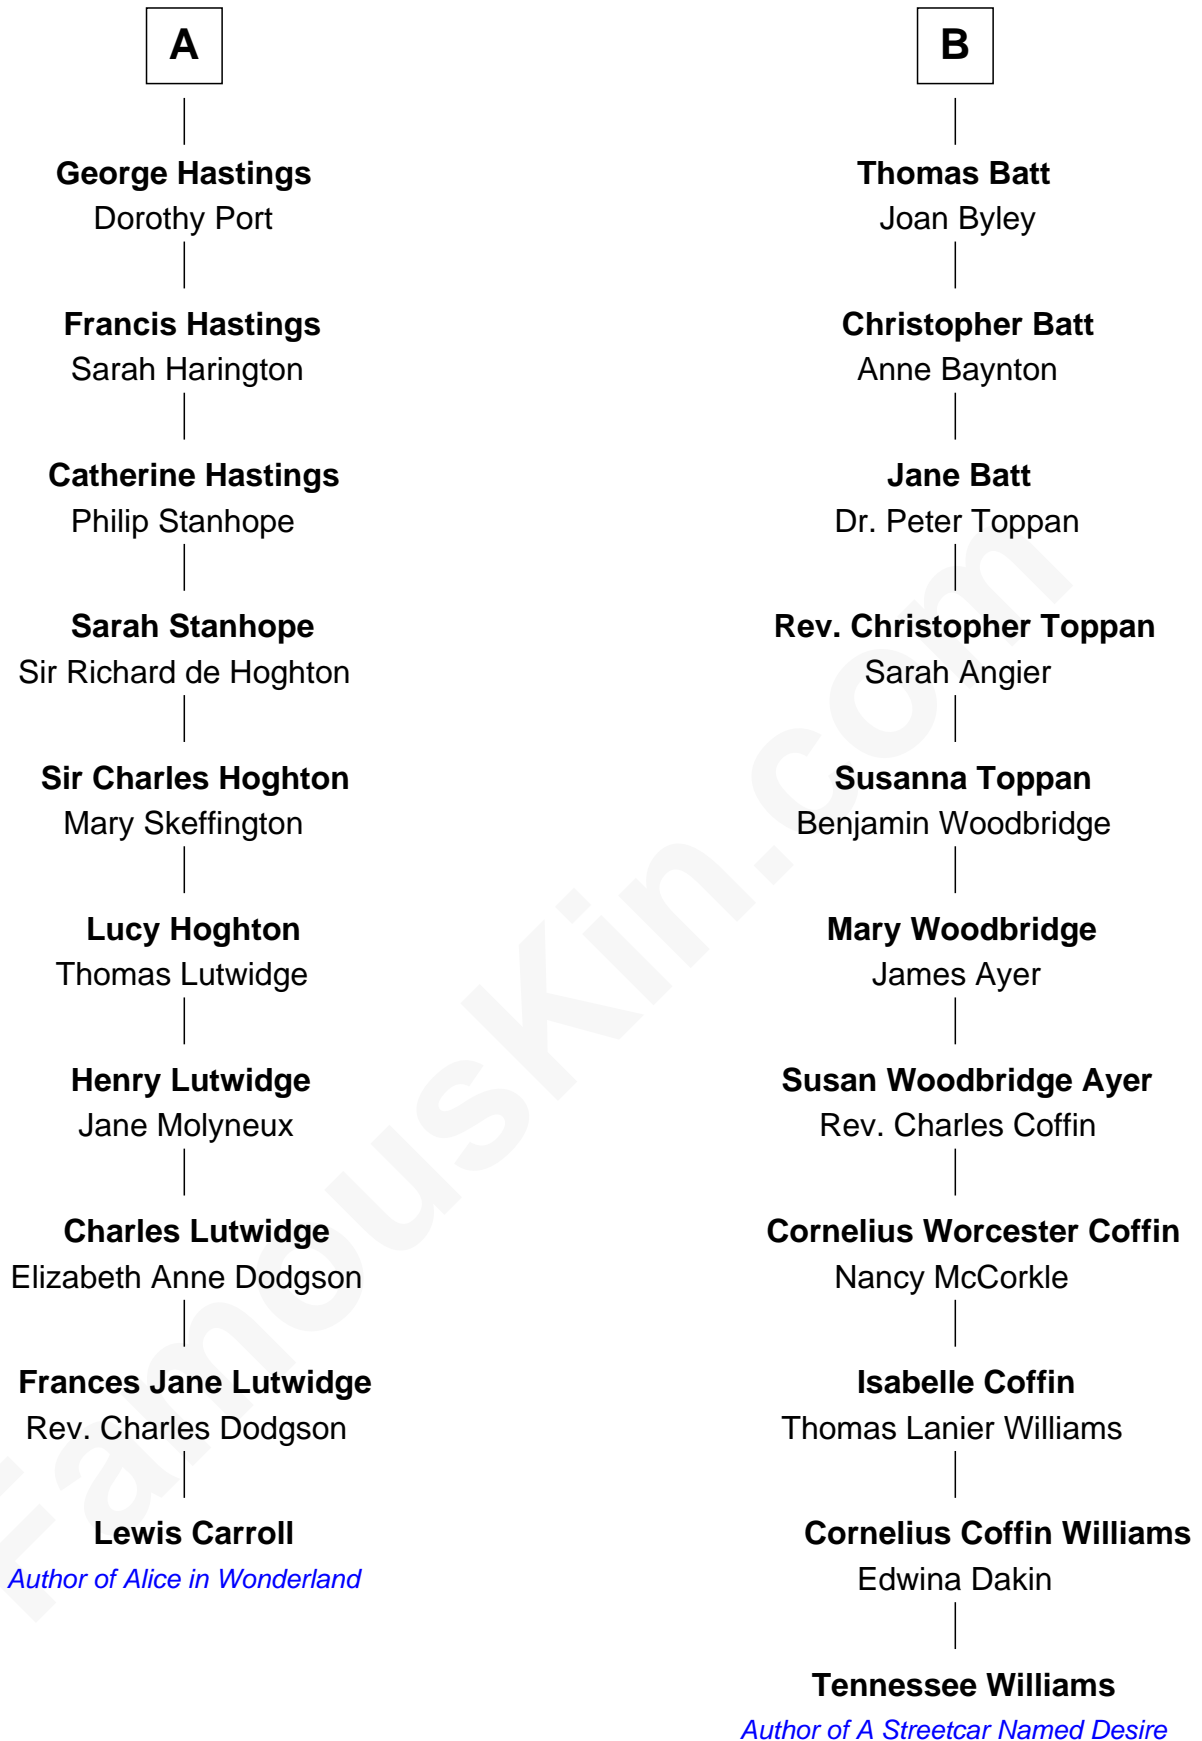 A
George Hastings
Dorothy Port
Francis Hastings
Sarah Harington
Catherine Hastings
Philip Stanhope
Sarah Stanhope
Sir Richard de Hoghton
Sir Charles Hoghton
Mary Skeffington
Lucy Hoghton
Thomas Lutwidge
Henry Lutwidge
Jane Molyneux
Charles Lutwidge
Elizabeth Anne Dodgson
Frances Jane Lutwidge
Rev. Charles Dodgson
Lewis Carroll
Author of Alice in Wonderland
B
Thomas Batt
Joan Byley
Christopher Batt
Anne Baynton
Jane Batt
Dr. Peter Toppan
Rev. Christopher Toppan
Sarah Angier
Susanna Toppan
Benjamin Woodbridge
Mary Woodbridge
James Ayer
Susan Woodbridge Ayer
Rev. Charles Coffin
Cornelius Worcester Coffin
Nancy McCorkle
Isabelle Coffin
Thomas Lanier Williams
Cornelius Coffin Williams
Edwina Dakin
Tennessee Williams
Author of A Streetcar Named Desire
FamousKin.com